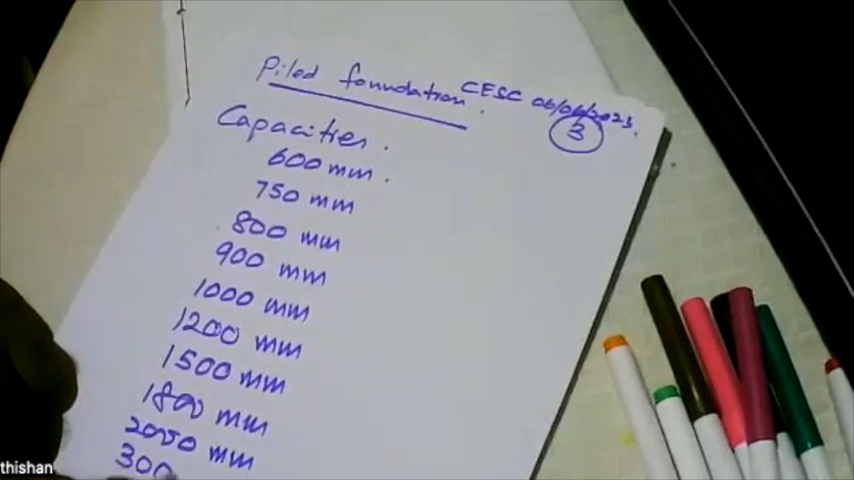 Piled foundation. CESC 06/06/2023.
3
Capacities.
600 mm.
750 mm
800 mm
900 mm
1000 mm
1200 mm
1500 mm
1800 mm
2000 mm
300
thishan